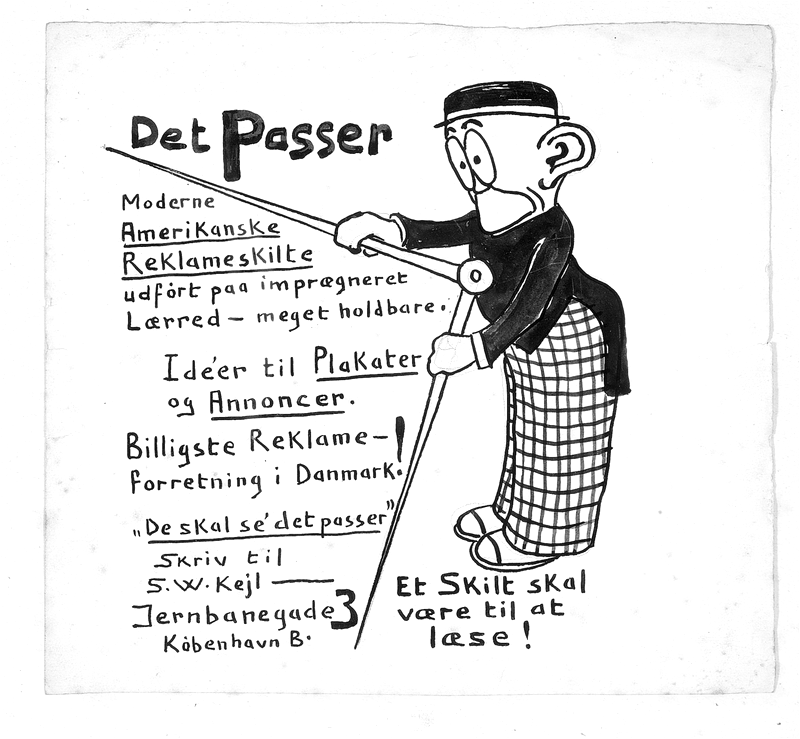 Det Passer
Moderne
Amerikanske
Reklameskilte
udført paa imprægneret
Lærred – meget holdbare.
Idéer til Plakater
og Annoncer.
Billigste Reklame-
forretning i Danmark!
„De skal se' det passer"
Skriv til
S.W. Kejl —
Jernbanegade 3
København B.
Et Skilt skal
være til at
læse!